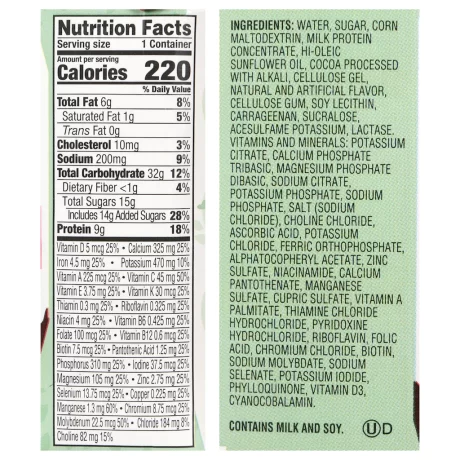 Nutrition Facts
Serving size 1 Container
Amount per serving
Calories 220
% Daily Value
Total Fat 6g 8%
Saturated Fat 1g 5%
Trans Fat 0g
Cholesterol 10mg 3%
Sodium 200mg 9%
Total Carbohydrate 32g 12%
Dietary Fiber <1g 4%
Total Sugars 15g
Includes 14g Added Sugars 28%
Protein 9g 18%
Vitamin D 5 mcg 25% • Calcium 325 mg 25%
Iron 4.5 mg 25% • Potassium 470 mg 10%
Vitamin A 225 mcg 25% • Vitamin C 45 mg 50%
Vitamin E 3.75 mg 25% • Vitamin K 30 mcg 25%
Thiamin 0.3 mg 25% • Riboflavin 0.325 mg 25%
Niacin 4 mg 25% • Vitamin B6 0.425 mg 25%
Folate 100 mcg 25% • Vitamin B12 0.6 mcg 25%
Biotin 7.5 mcg 25% • Pantothenic Acid 1.25 mg 25%
Phosphorus 310 mg 25% • Iodine 37.5 mcg 25%
Magnesium 105 mg 25% • Zinc 2.75 mg 25%
Selenium 13.75 mcg 25% • Copper 0.225 mg 25%
Manganese 1.3 mg 60% • Chromium 8.75 mcg 25%
Molybdenum 22.5 mcg 50% • Chloride 184 mg 8%
Choline 82 mg 15%
INGREDIENTS: WATER, SUGAR, CORN
MALTODEXTRIN, MILK PROTEIN
CONCENTRATE, HI-OLEIC
SUNFLOWER OIL, COCOA PROCESSED
WITH ALKALI, CELLULOSE GEL,
NATURAL AND ARTIFICIAL FLAVOR,
CELLULOSE GUM, SOY LECITHIN,
CARRAGEENAN, SUCRALOSE,
ACESULFAME POTASSIUM, LACTASE.
VITAMINS AND MINERALS: POTASSIUM
CITRATE, CALCIUM PHOSPHATE
TRIBASIC, MAGNESIUM PHOSPHATE
DIBASIC, SODIUM CITRATE,
POTASSIUM PHOSPHATE, SODIUM
PHOSPHATE, SALT (SODIUM
CHLORIDE), CHOLINE CHLORIDE,
ASCORBIC ACID, POTASSIUM
CHLORIDE, FERRIC ORTHOPHOSPHATE,
ALPHATOCOPHERYL ACETATE, ZINC
SULFATE, NIACINAMIDE, CALCIUM
PANTOTHENATE, MANGANESE
SULFATE, CUPRIC SULFATE, VITAMIN A
PALMITATE, THIAMINE CHLORIDE
HYDROCHLORIDE, PYRIDOXINE
HYDROCHLORIDE, RIBOFLAVIN, FOLIC
ACID, CHROMIUM CHLORIDE, BIOTIN,
SODIUM MOLYBDATE, SODIUM
SELENATE, POTASSIUM IODIDE,
PHYLLOQUINONE, VITAMIN D3,
CYANOCOBALAMIN.
CONTAINS MILK AND SOY. U D